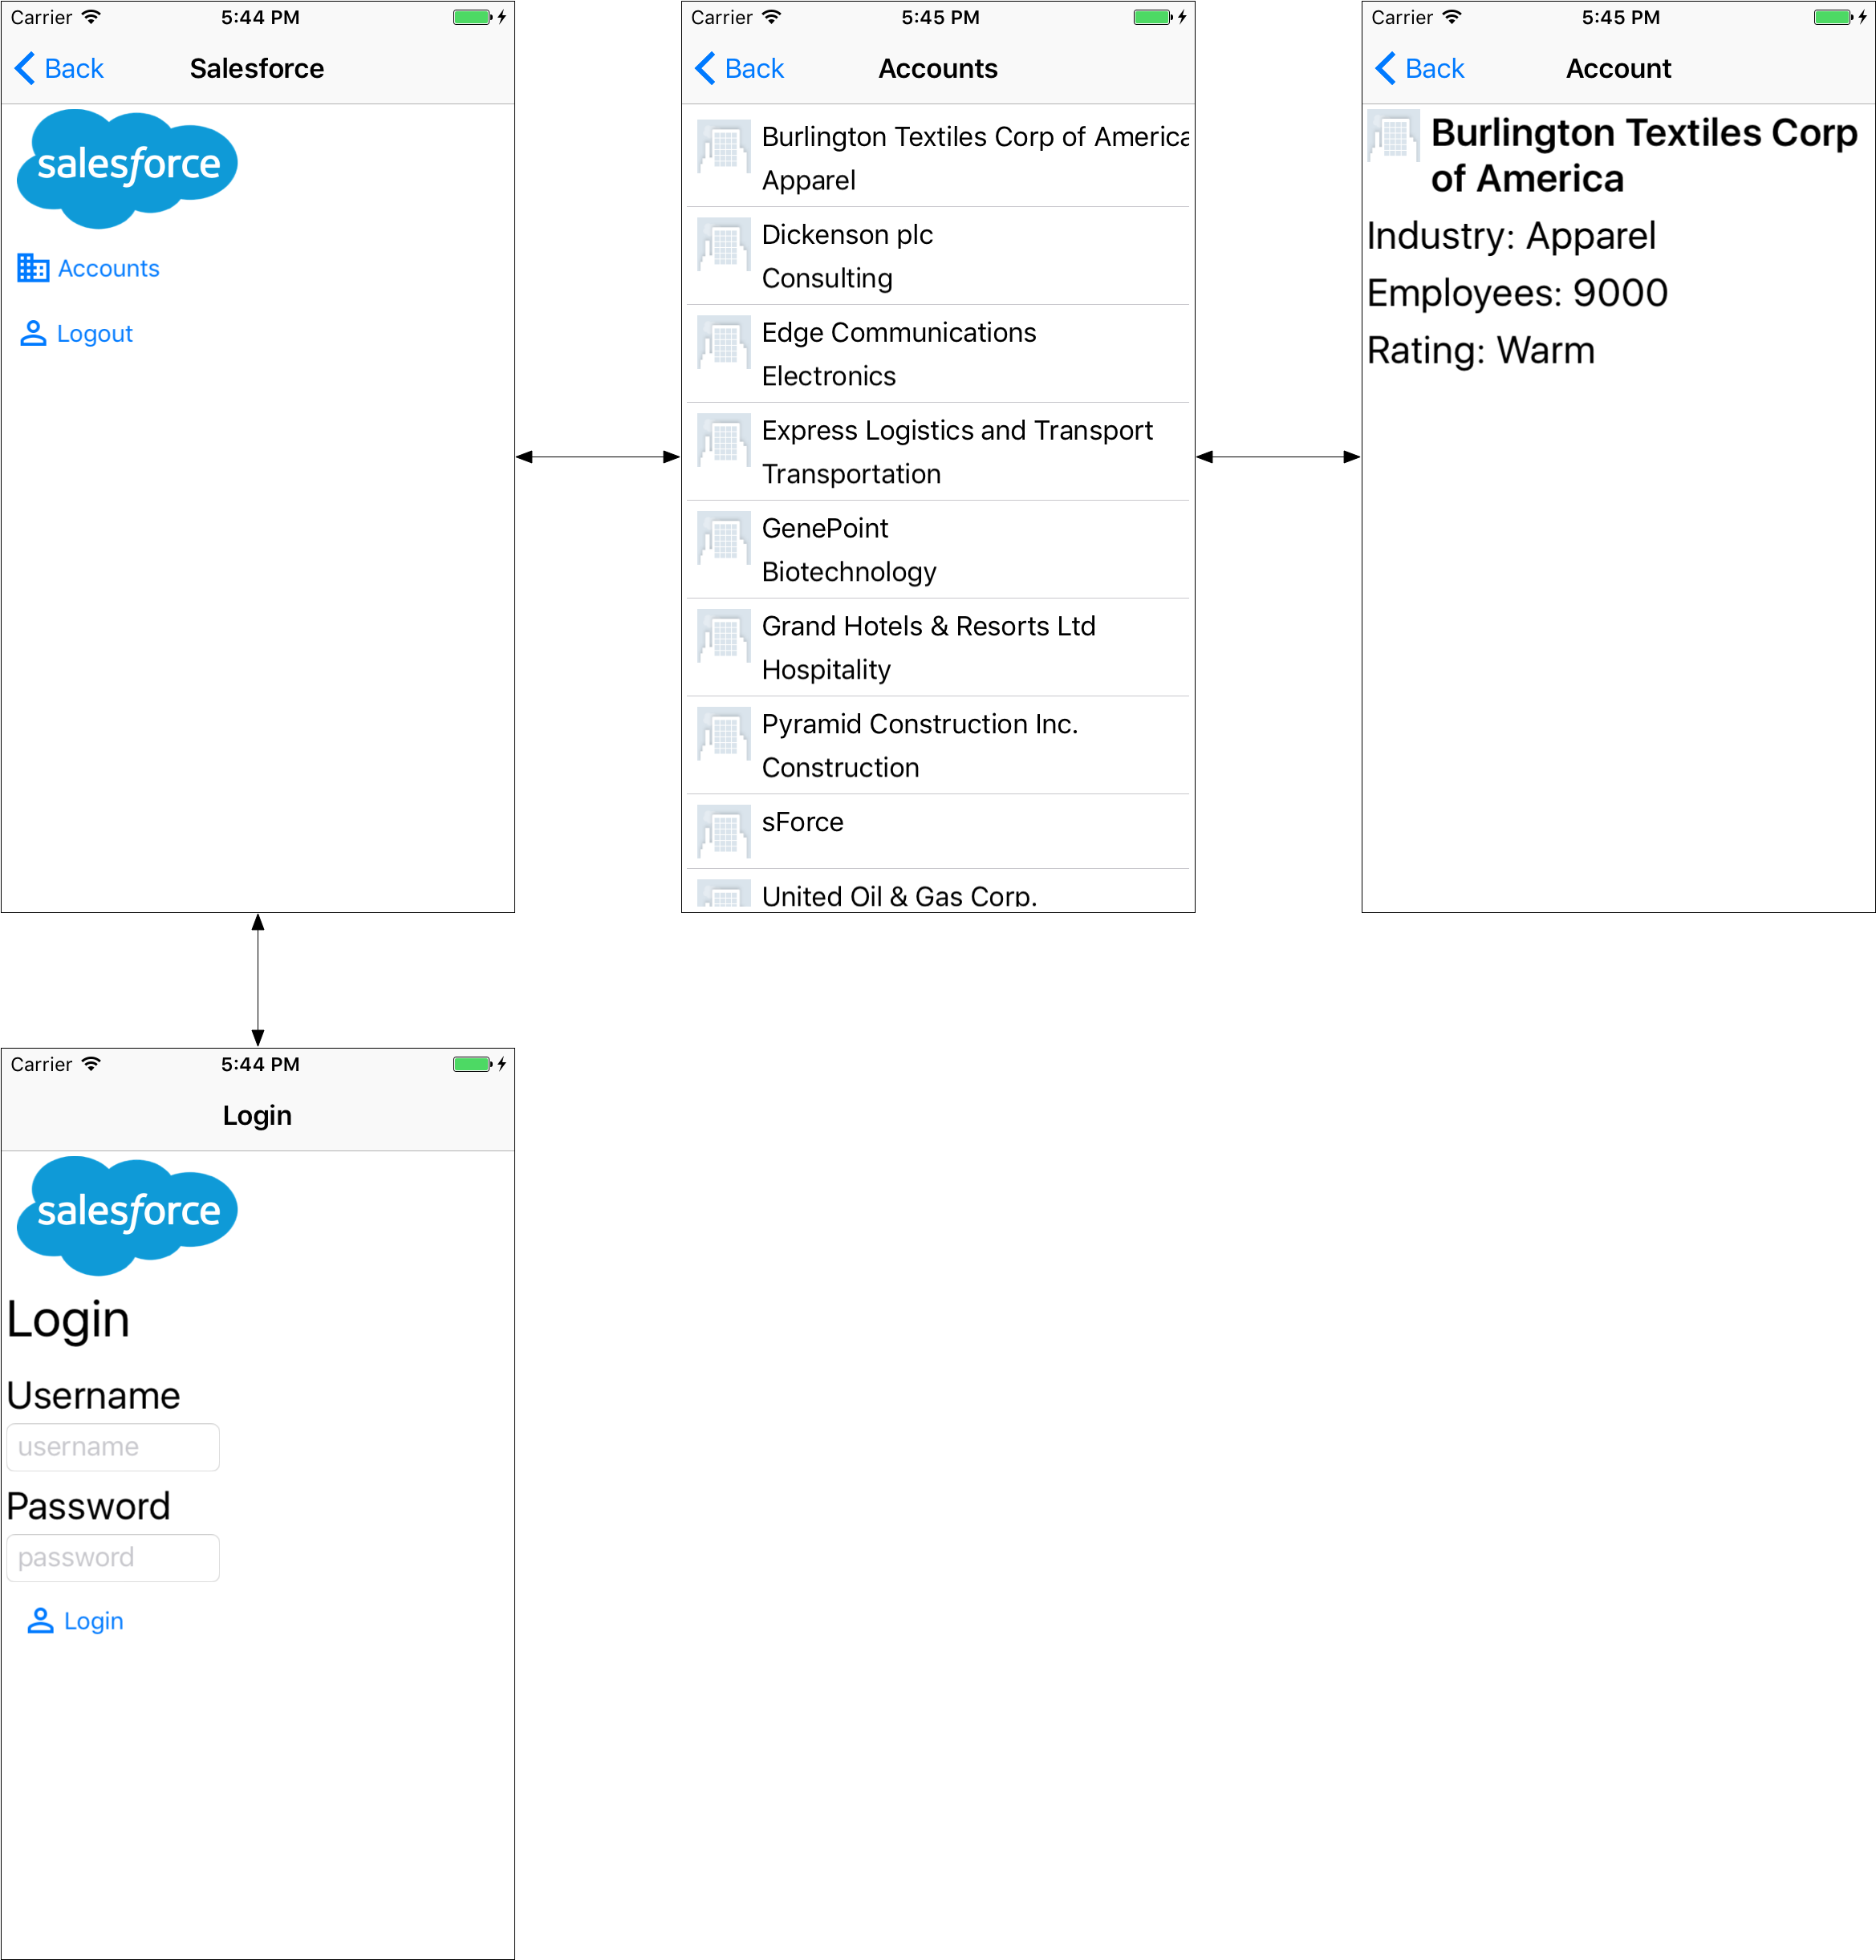 Carrier 5:44 PM
Back Salesforce
salesforce
Accounts
Logout
Carrier 5:45 PM
Back Accounts
Burlington Textiles Corp of America
Apparel
Dickenson plc
Consulting
Edge Communications
Electronics
Express Logistics and Transport
Transportation
GenePoint
Biotechnology
Grand Hotels & Resorts Ltd
Hospitality
Pyramid Construction Inc.
Construction
sForce
United Oil & Gas Corp.
Carrier 5:45 PM
Back Account
Burlington Textiles Corp
of America
Industry: Apparel
Employees: 9000
Rating: Warm
Carrier 5:44 PM
Login
salesforce
Login
Username
username
Password
password
Login